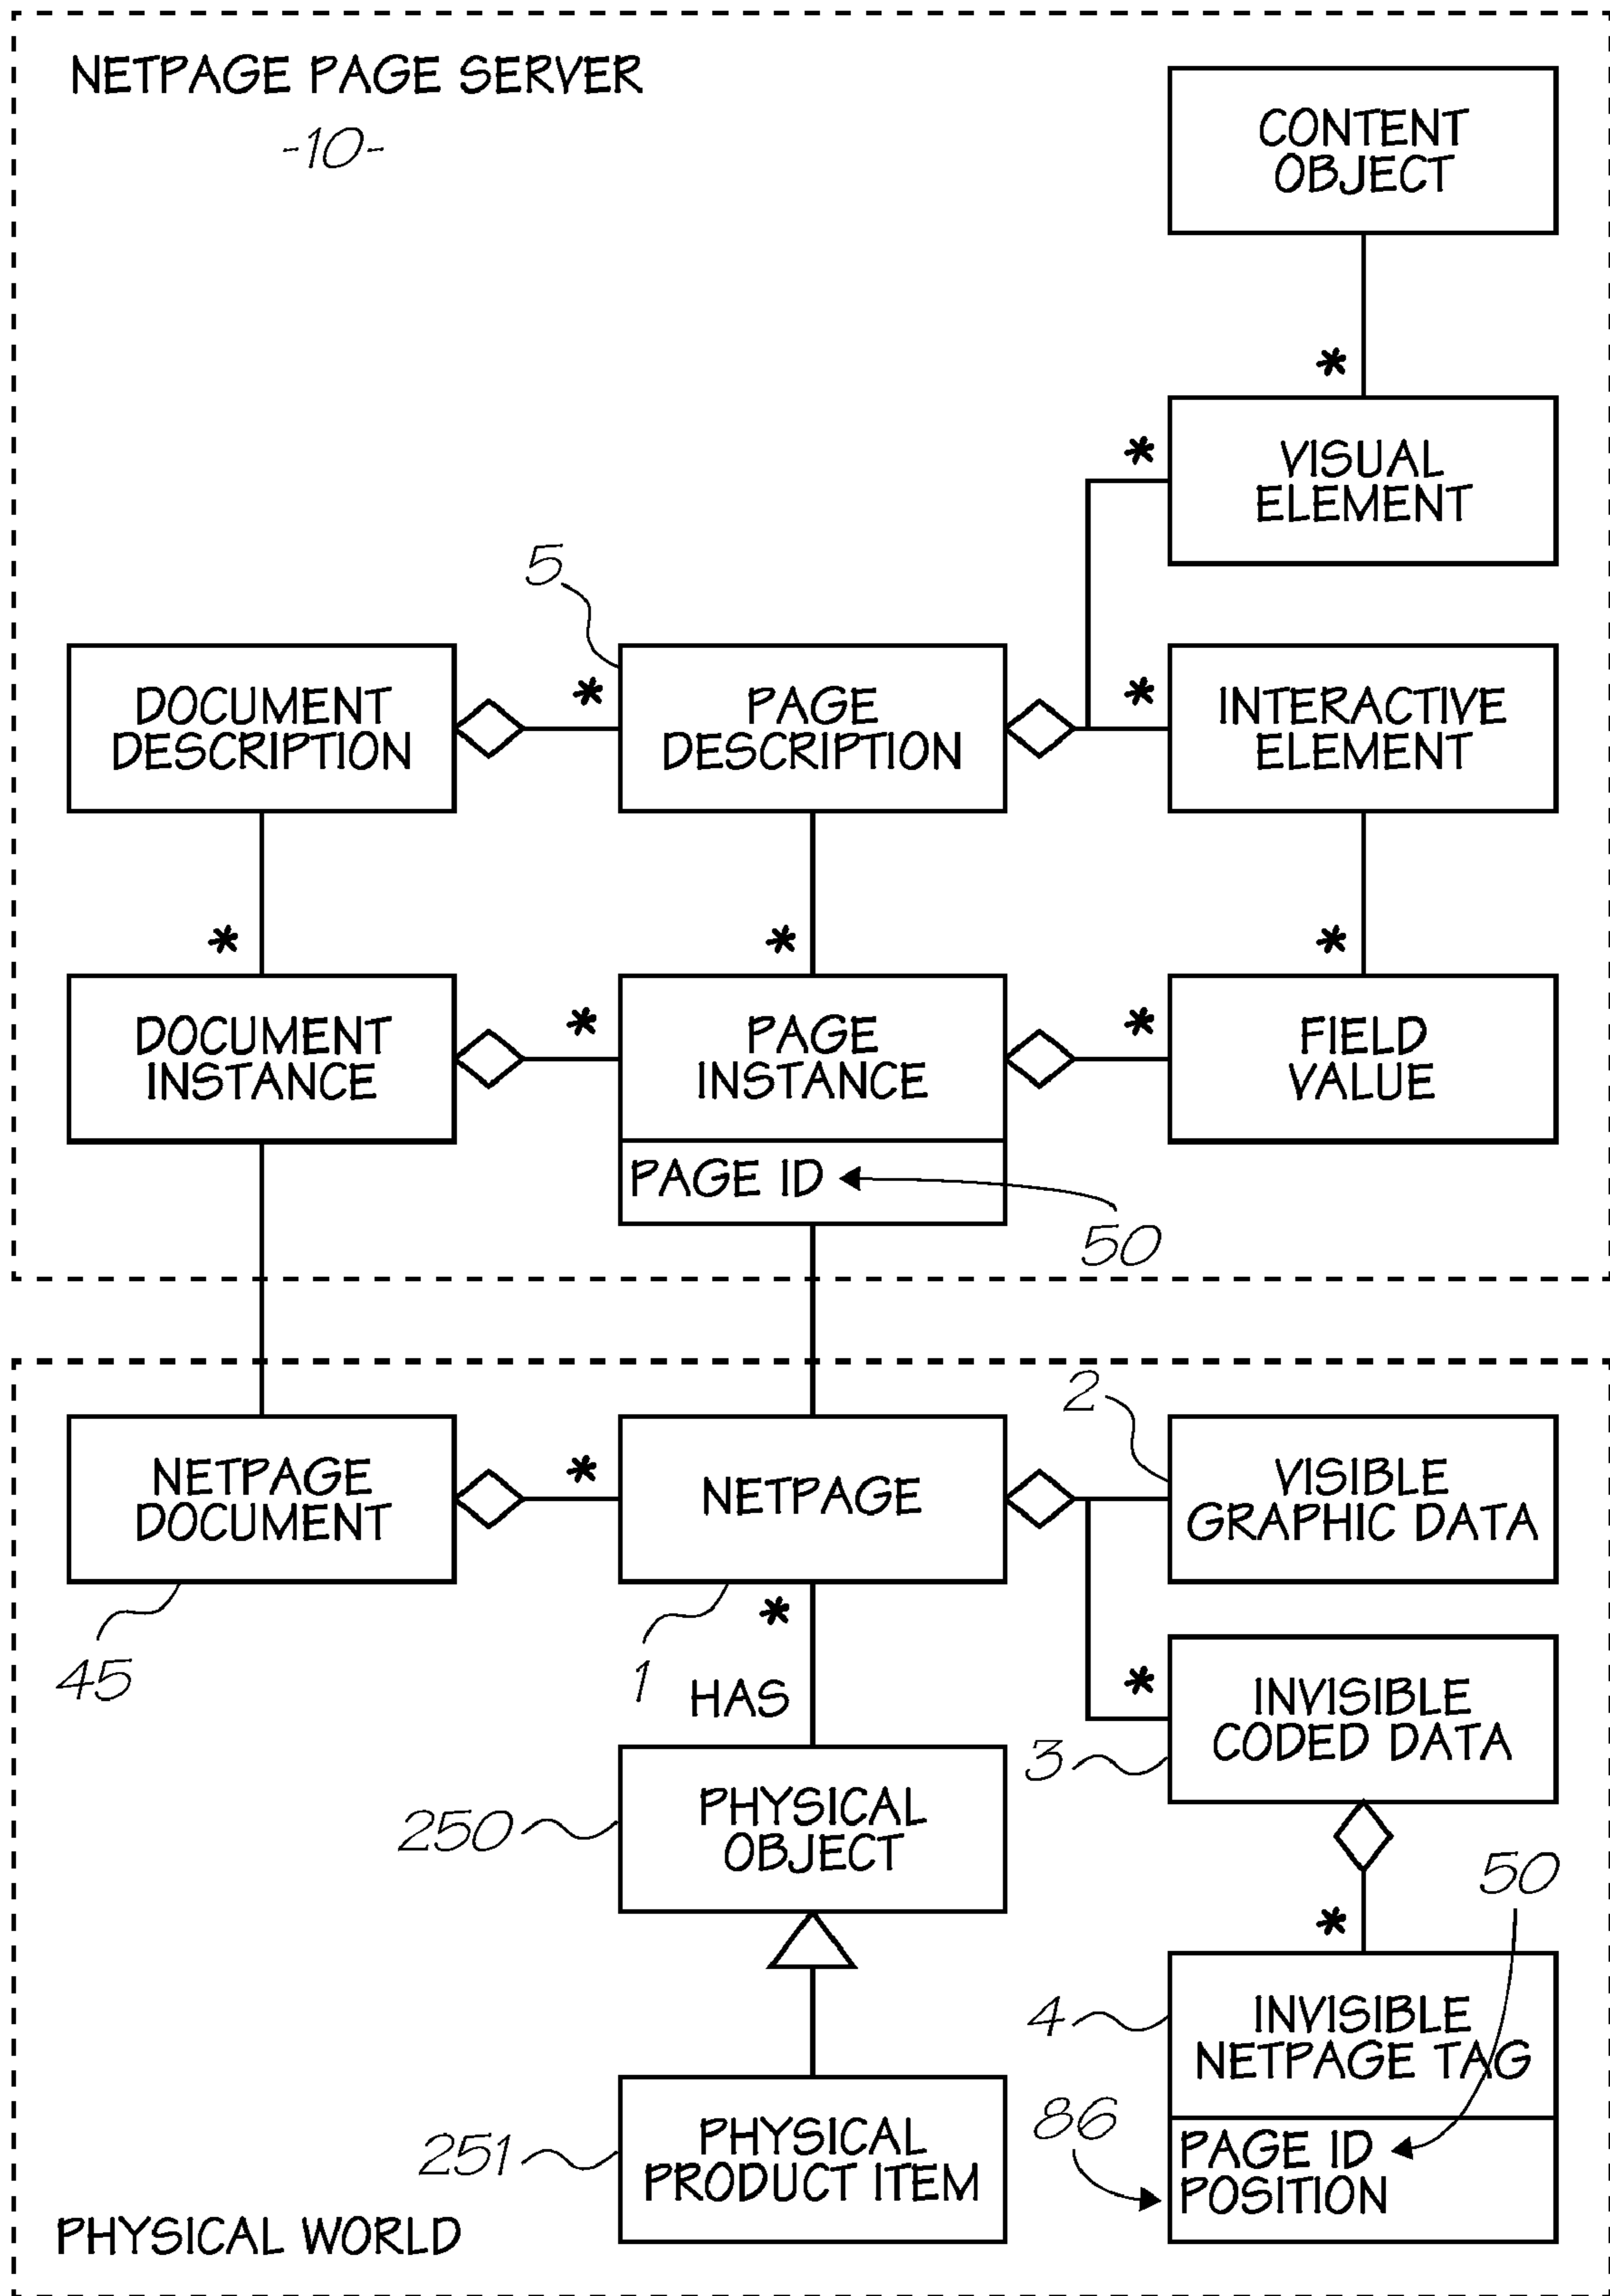 NETPAGE PAGE SERVER
-10-
CONTENT
OBJECT
*
*
VISUAL
ELEMENT
5
DOCUMENT
DESCRIPTION
*
PAGE
DESCRIPTION
*
INTERACTIVE
ELEMENT
*
*
*
DOCUMENT
INSTANCE
*
PAGE
INSTANCE
*
FIELD
VALUE
PAGE ID
50
2
NETPAGE
DOCUMENT
*
NETPAGE
VISIBLE
GRAPHIC DATA
45
1
*
HAS
*
INVISIBLE
CODED DATA
3
250
PHYSICAL
OBJECT
50
*
4
INVISIBLE
NETPAGE TAG
86
PAGE ID
POSITION
251
PHYSICAL
PRODUCT ITEM
PHYSICAL WORLD